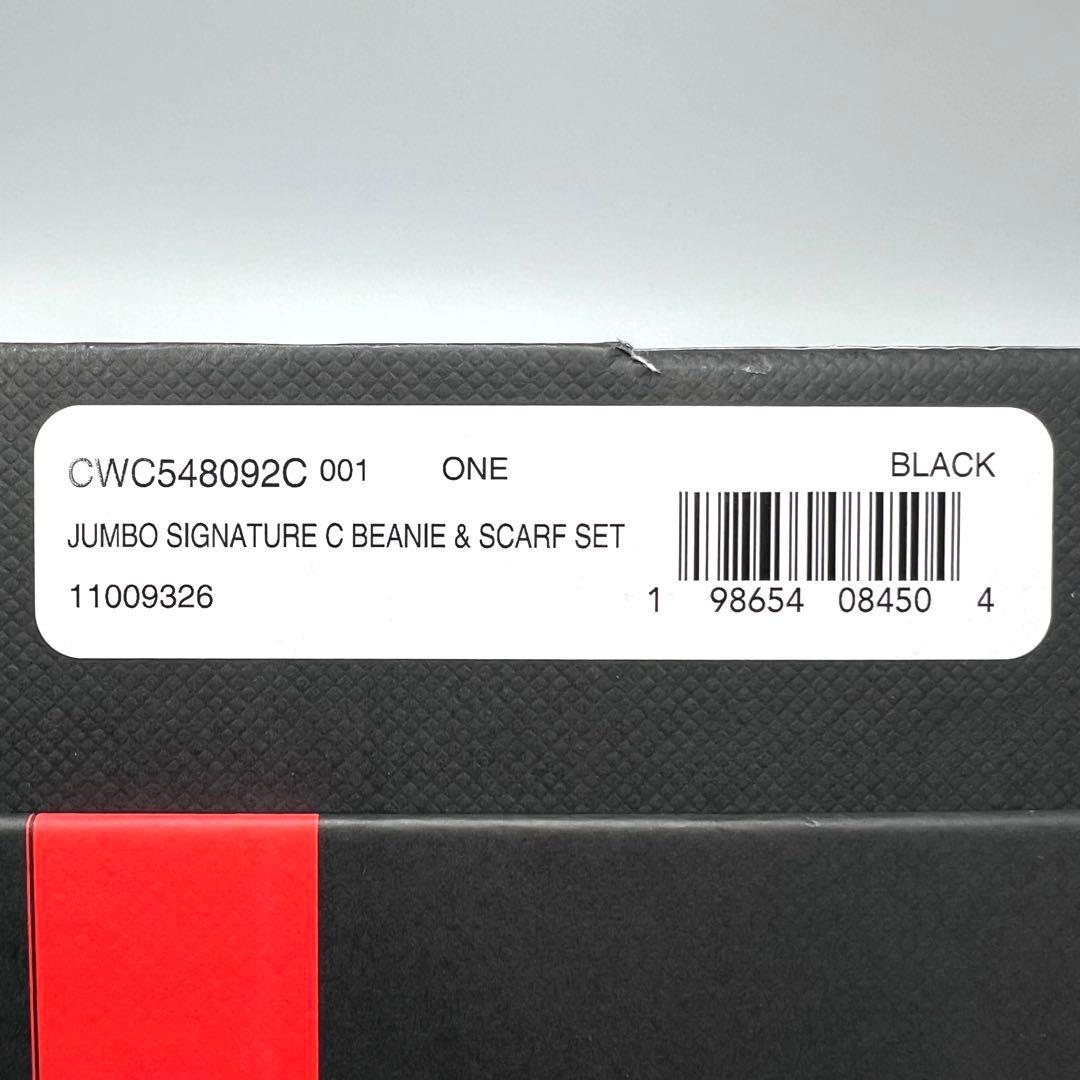 CWC548092C 001 ONE BLACK
JUMBO SIGNATURE C BEANIE & SCARF SET
11009326
1 98654 08450 4